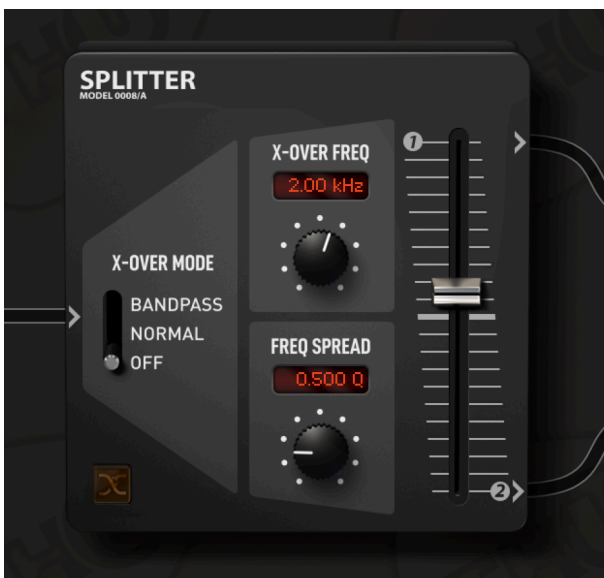 SPLITTER
MODEL 0008/A
X-OVER FREQ
2.00 kHz
1
X-OVER MODE
BANDPASS
NORMAL
OFF
FREQ SPREAD
0.500 Q
2